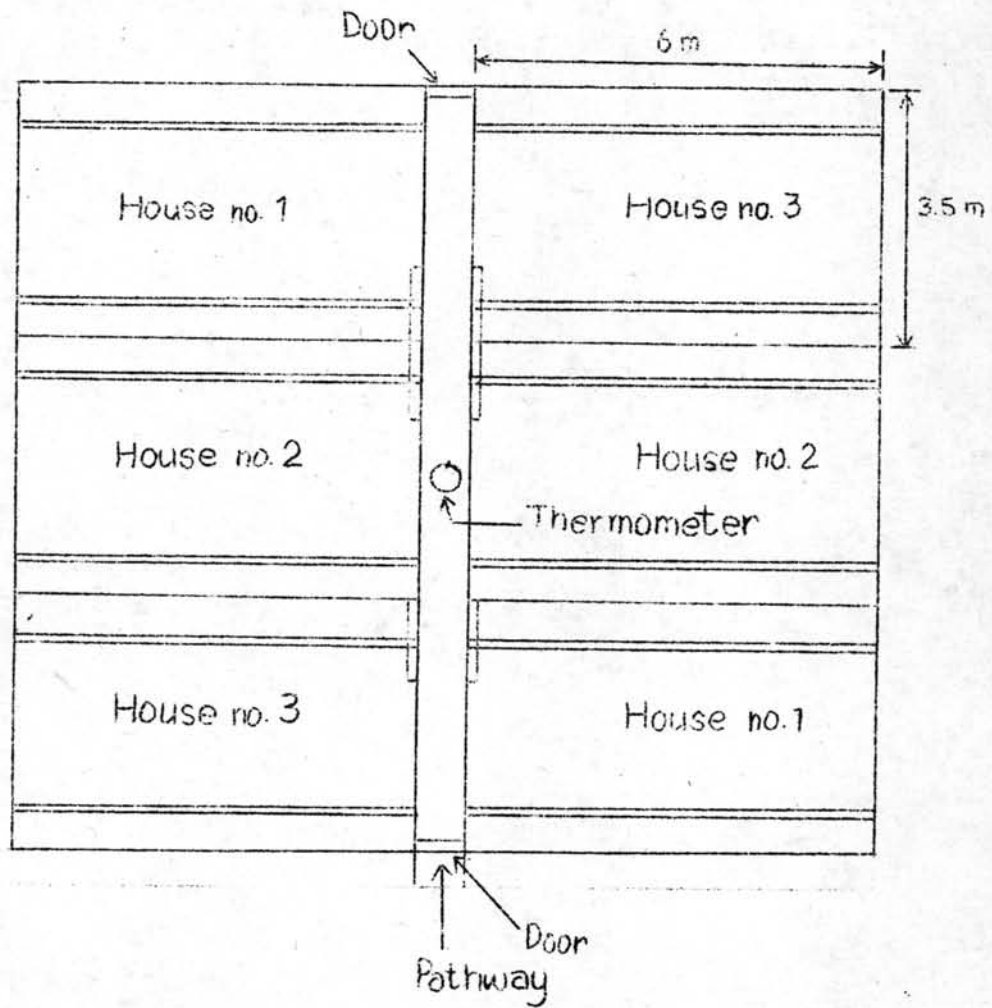 Door
6 m
House no. 1
House no. 3
3.5 m
House no. 2
House no. 2
Thermometer
House no. 3
House no. 1
Door
Pathway